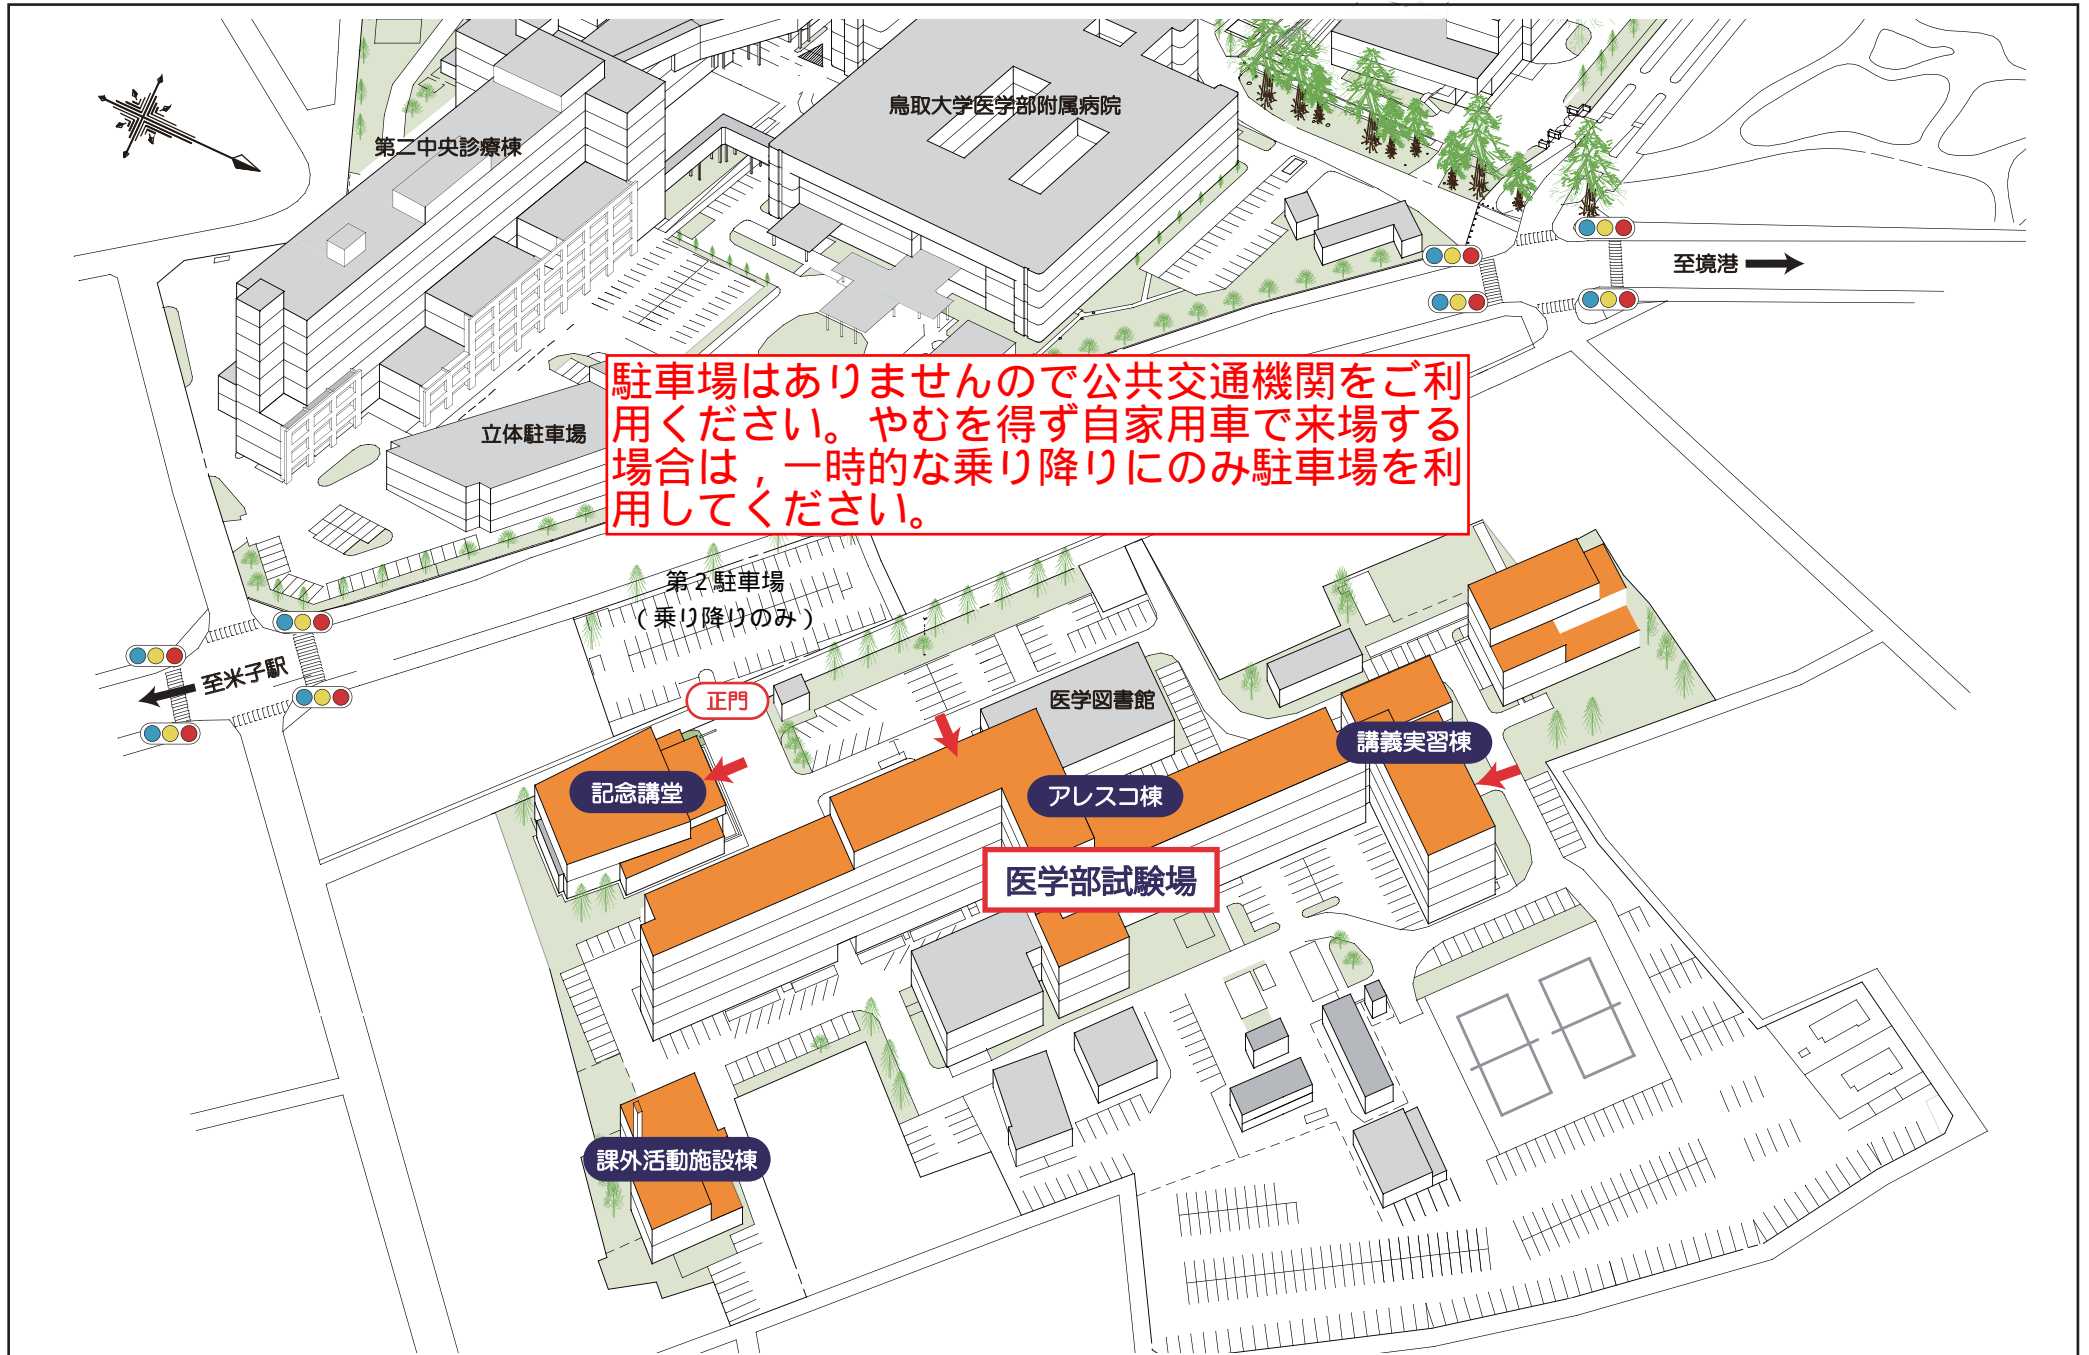 鳥取大学医学部附属病院
第二中央診療棟
至境港
駐車場はありませんので公共交通機関をご利
用ください。やむを得ず自家用車で来場する
場合は，一時的な乗り降りにのみ駐車場を利
用してください。
立体駐車場
第２駐車場
（乗り降りのみ）
至米子駅
正門
医学図書館
講義実習棟
記念講堂
アレスコ棟
医学部試験場
課外活動施設棟